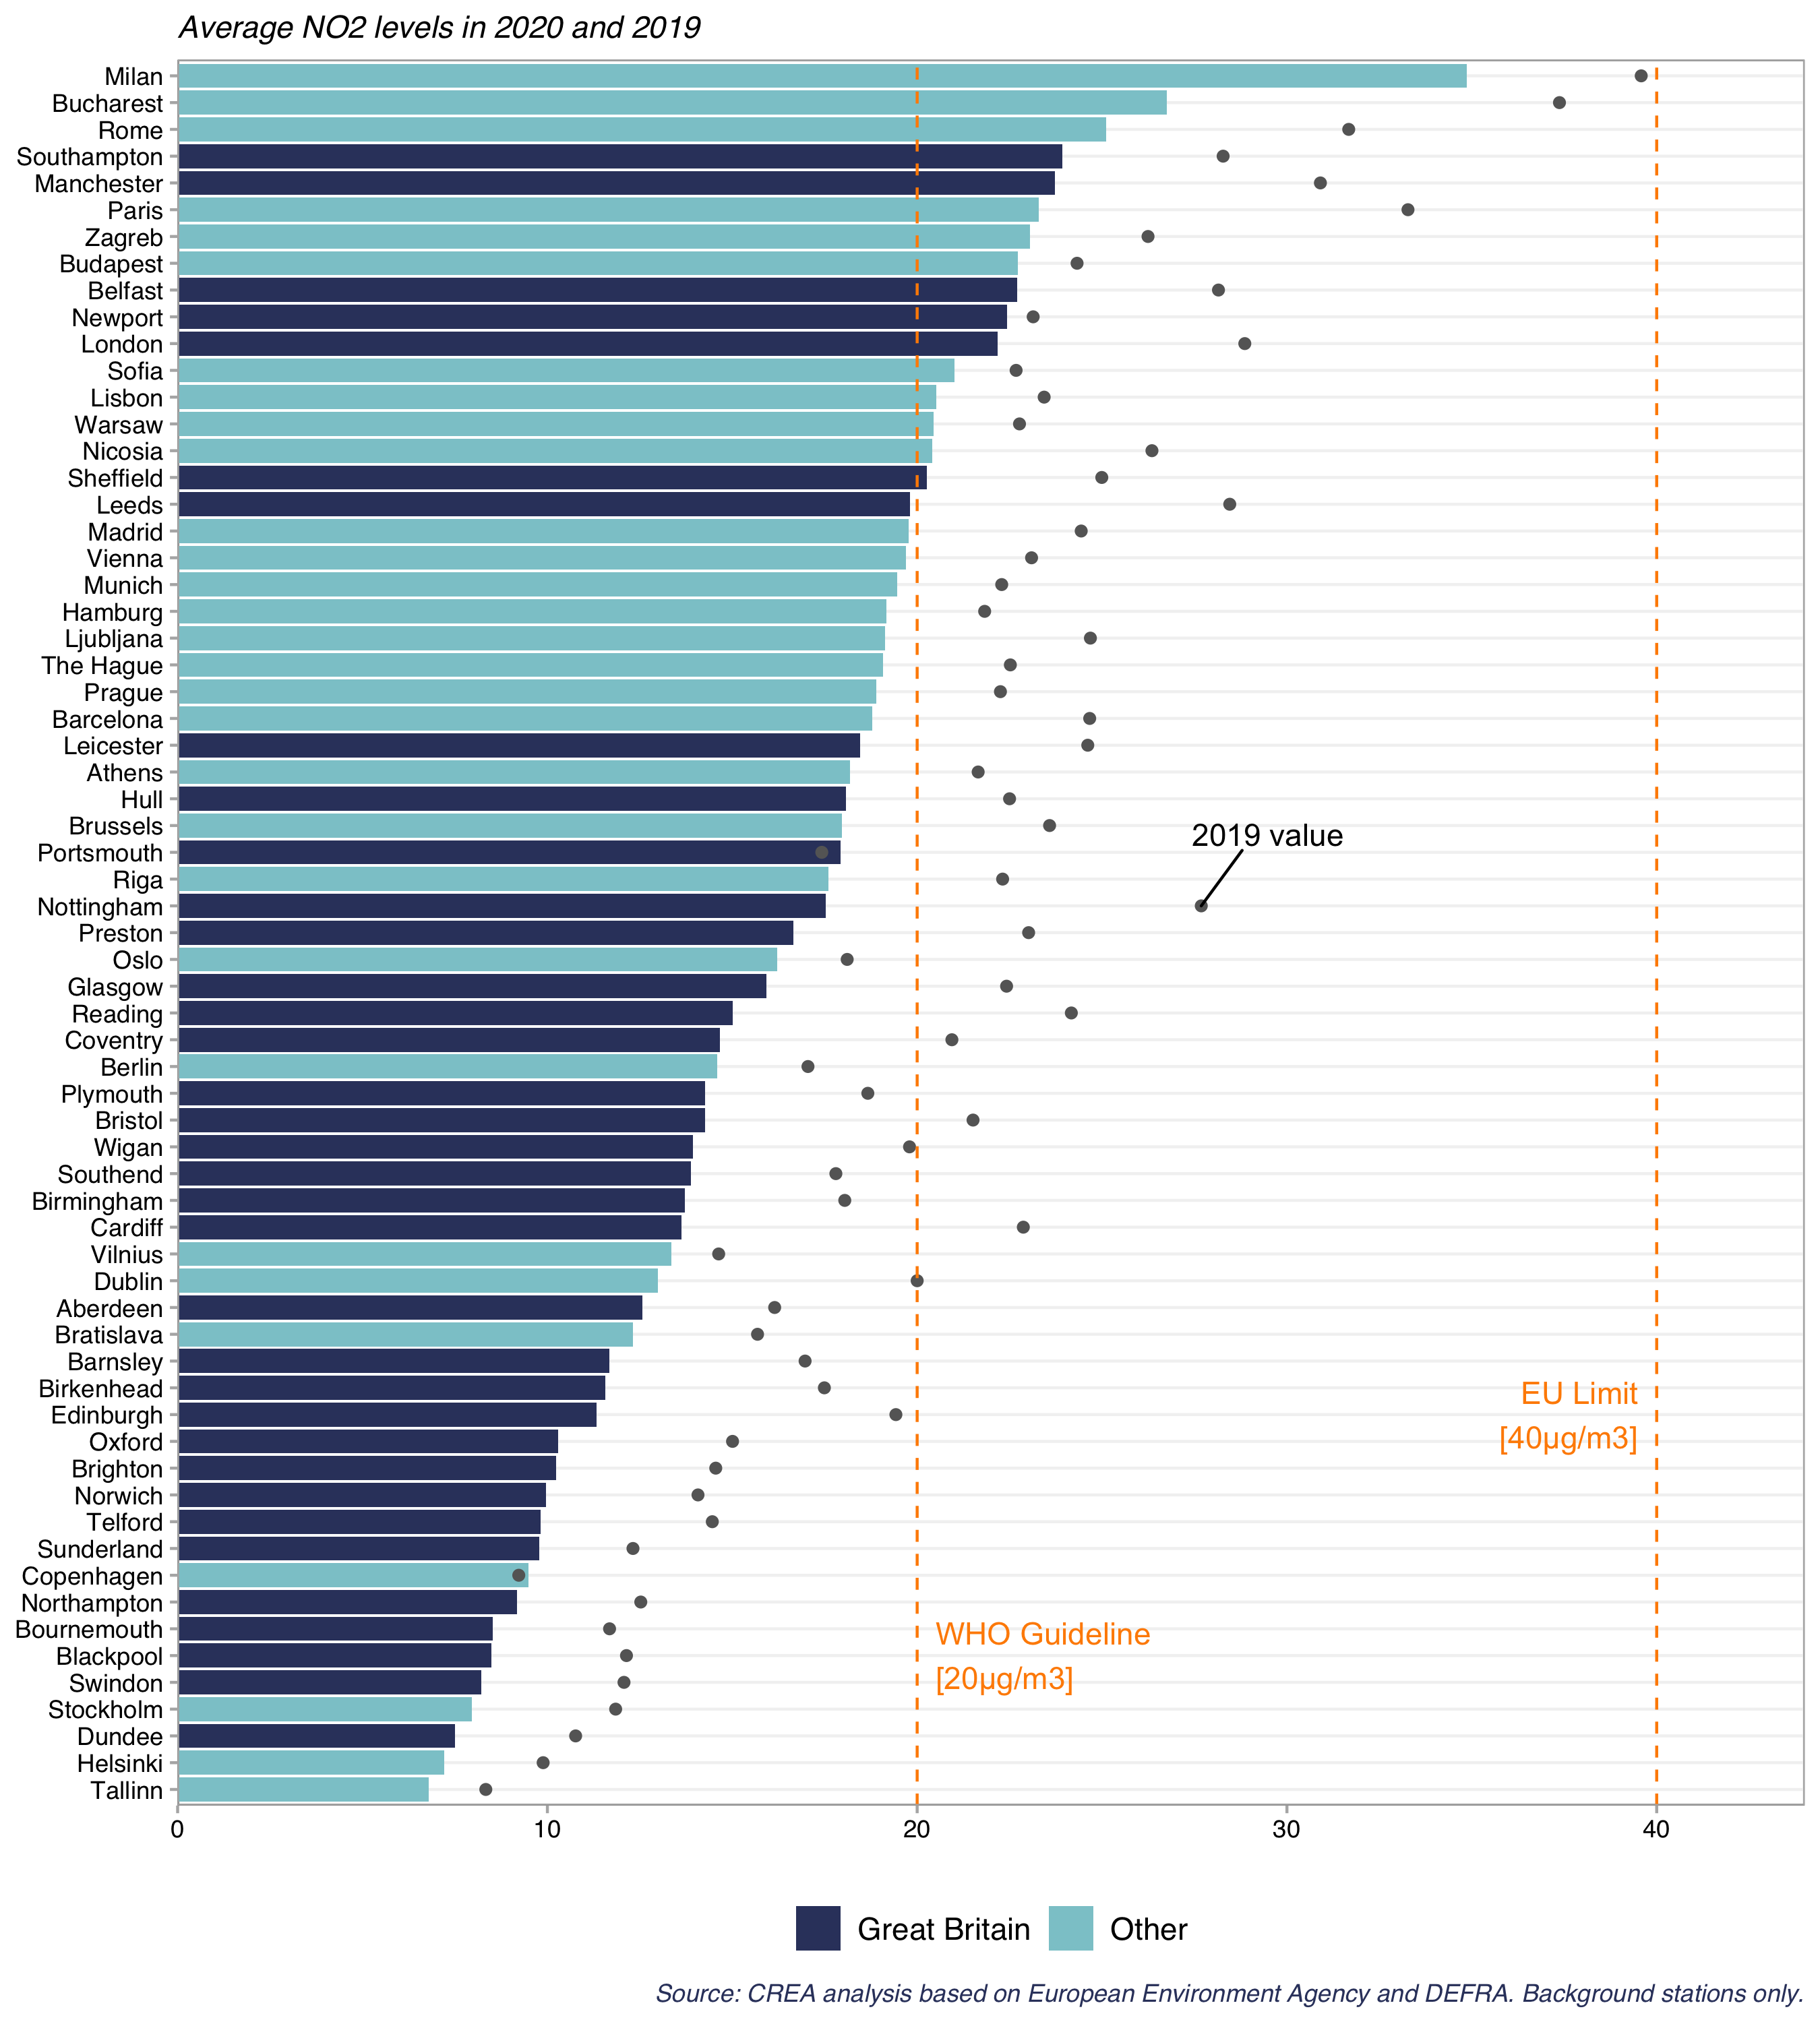 Average NO2 levels in 2020 and 2019
Milan
Bucharest
Rome
Southampton
Manchester
Paris
Zagreb
Budapest
Belfast
Newport
London
Sofia
Lisbon
Warsaw
Nicosia
Sheffield
Leeds
Madrid
Vienna
Munich
Hamburg
Ljubljana
The Hague
Prague
Barcelona
Leicester
Athens
Hull
Brussels
2019 value
Portsmouth
Riga
Nottingham
Preston
Oslo
Glasgow
Reading
Coventry
Berlin
Plymouth
Bristol
Wigan
Southend
Birmingham
Cardiff
Vilnius
Dublin
Aberdeen
Bratislava
Barnsley
Birkenhead
EU Limit
Edinburgh
[40µg/m3]
Oxford
Brighton
Norwich
Telford
Sunderland
Copenhagen
Northampton
Bournemouth
WHO Guideline
Blackpool
Swindon
[20µg/m3]
Stockholm
Dundee
Helsinki
Tallinn
0 10 20 30 40
Great Britain Other
Source: CREA analysis based on European Environment Agency and DEFRA. Background stations only.